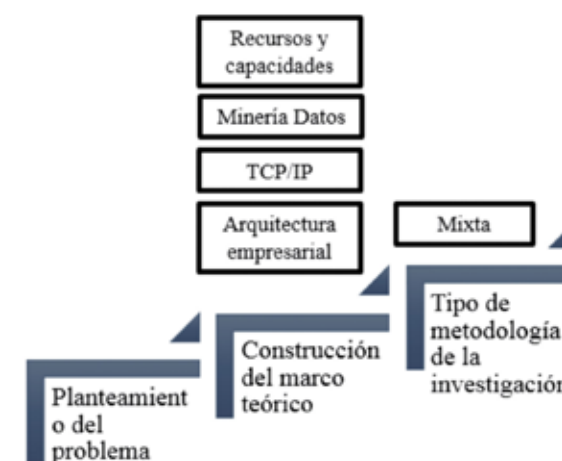 Recursos y
capacidades
Minería Datos
TCP/IP
Arquitectura
empresarial
Mixta
Tipo de
metodología
de la
investigación
Construcción
del marco
teórico
Planteamient
o del
problema